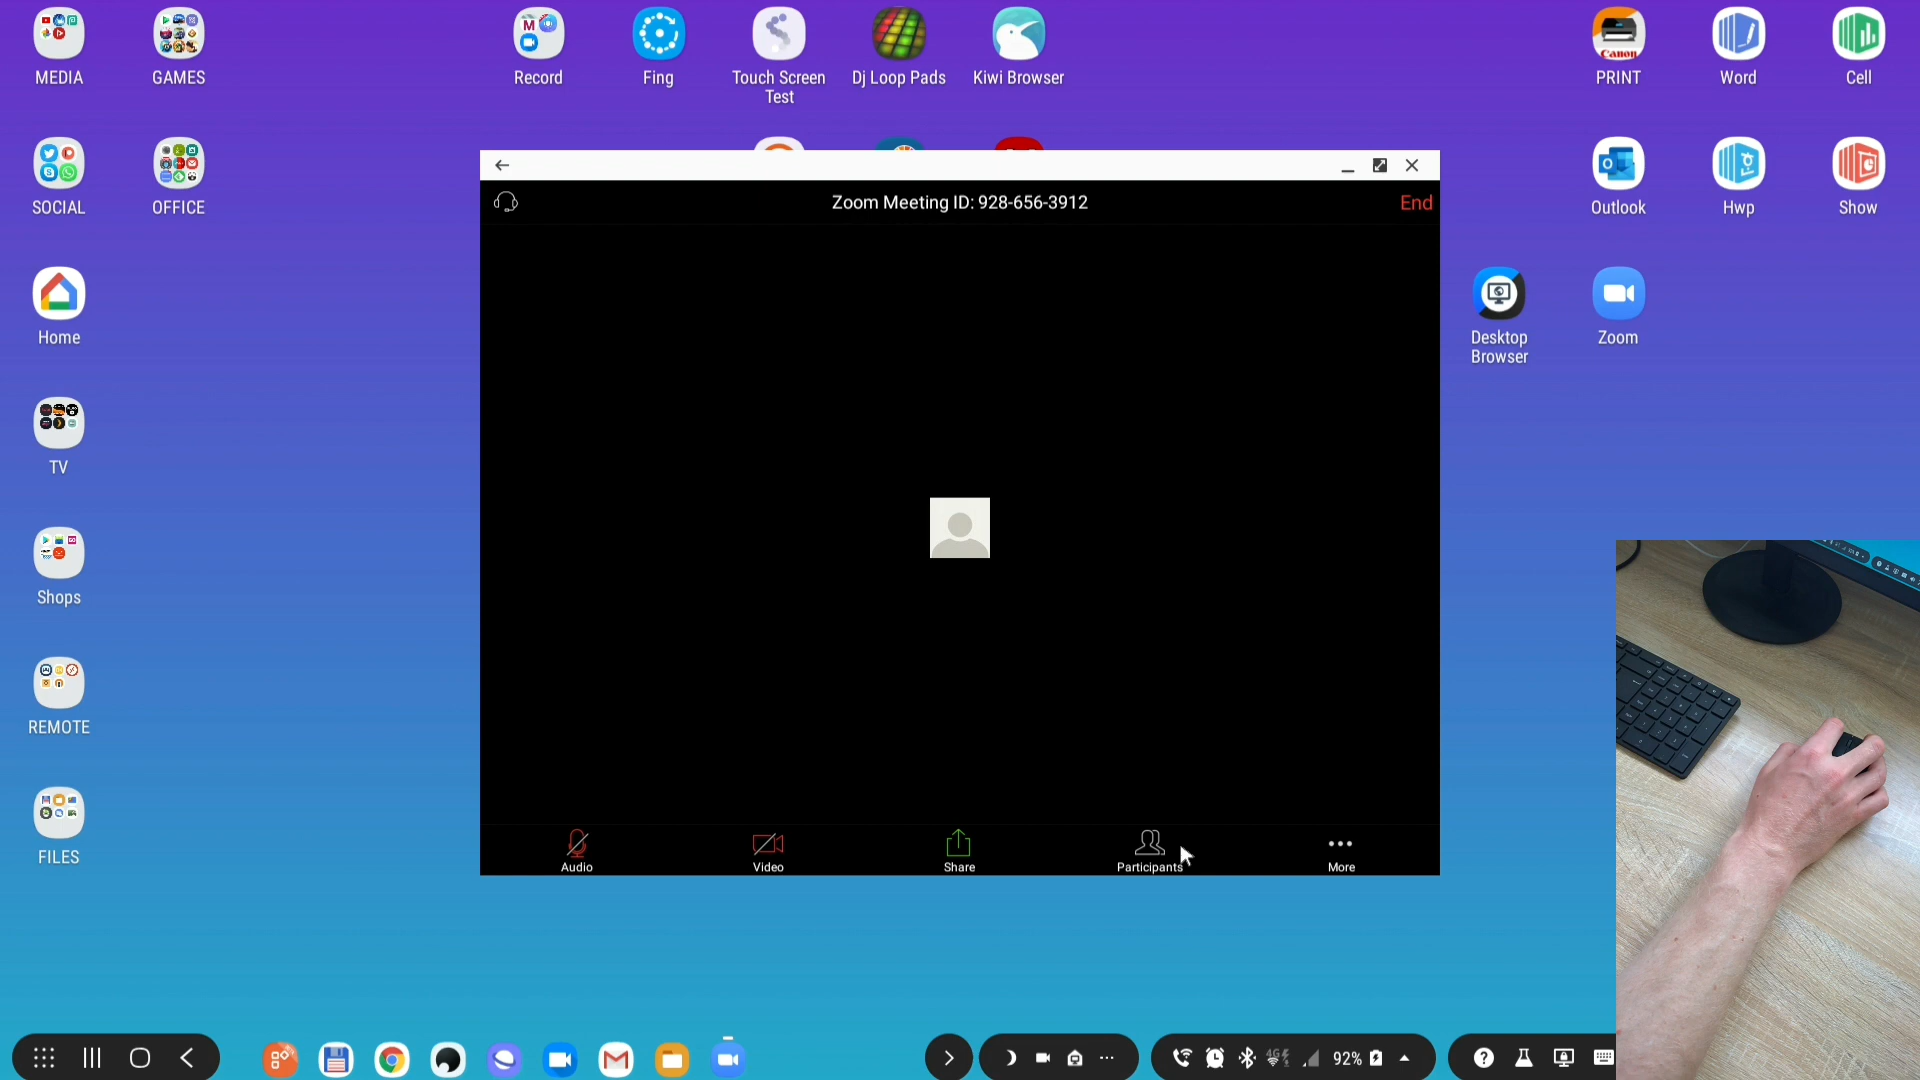 MEDIA
GAMES
Record
Fing
Touch Screen
Test
Dj Loop Pads
Kiwi Browser
Canon
PRINT
Word
Cell
SOCIAL
OFFICE
Outlook
Hwp
Show
Zoom Meeting ID: 928-656-3912
End
Home
Desktop
Browser
Zoom
TV
Shops
REMOTE
FILES
Audio
Video
Share
Participants
More
4G
92%